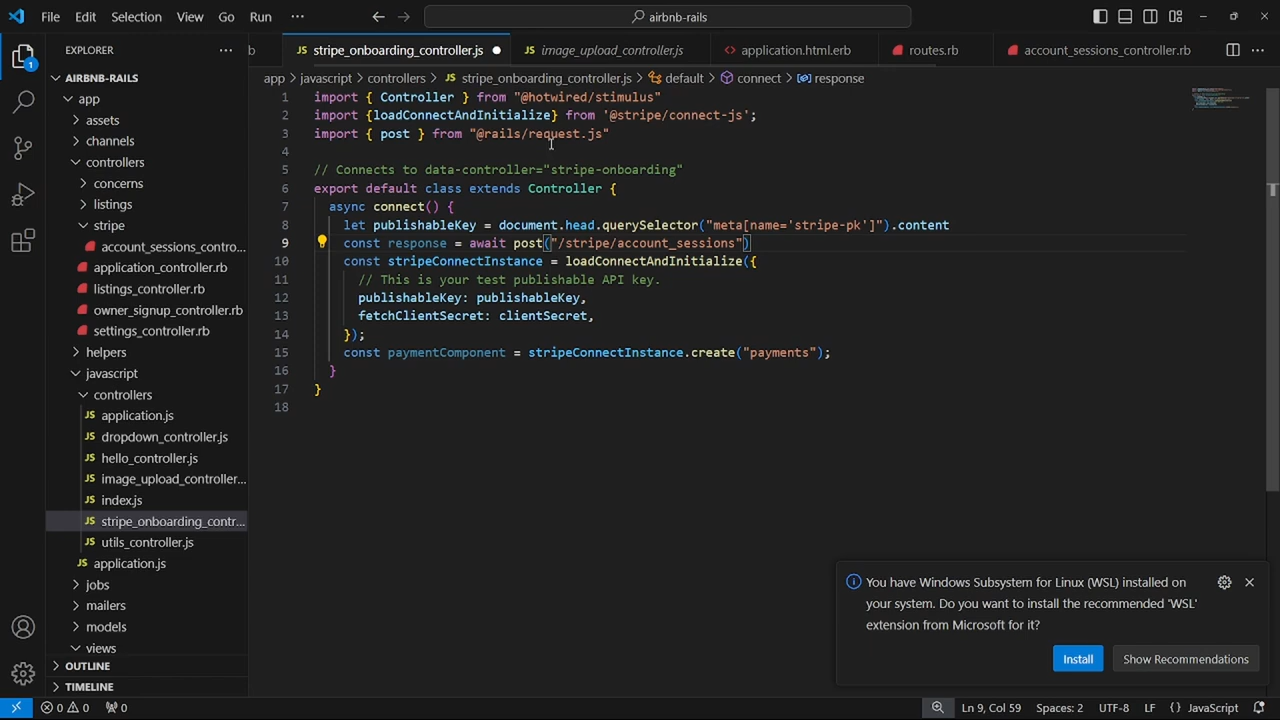 File Edit Selection View Go Run ··· airbnb-rails
EXPLORER ···
b stripe_onboarding_controller.js image_upload_controller.js application.html.erb routes.rb account_sessions_controller.rb ···
AIRBNB-RAILS
app
assets
channels
controllers
concerns
listings
stripe
account_sessions_contro...
application_controller.rb
listings_controller.rb
owner_signup_controller.rb
settings_controller.rb
helpers
javascript
controllers
application.js
dropdown_controller.js
hello_controller.js
image_upload_controller...
index.js
stripe_onboarding_contr...
utils_controller.js
application.js
jobs
mailers
models
views
OUTLINE
TIMELINE
app > javascript > controllers > JS stripe_onboarding_controller.js > default > connect > response
1 import { Controller } from "@hotwired/stimulus"
2 import {loadConnectAndInitialize} from '@stripe/connect-js';
3 import { post } from "@rails/request.js"
4
5 // Connects to data-controller="stripe-onboarding"
6 export default class extends Controller {
7 async connect() {
8 let publishableKey = document.head.querySelector("meta[name='stripe-pk']").content
9 const response = await post("/stripe/account_sessions")
10 const stripeConnectInstance = loadConnectAndInitialize({
11 // This is your test publishable API key.
12 publishableKey: publishableKey,
13 fetchClientSecret: clientSecret,
14 });
15 const paymentComponent = stripeConnectInstance.create("payments");
16 }
17 }
18
You have Windows Subsystem for Linux (WSL) installed on
your system. Do you want to install the recommended 'WSL'
extension from Microsoft for it?
Install Show Recommendations
0 0 0 Ln 9, Col 59 Spaces: 2 UTF-8 LF {} JavaScript